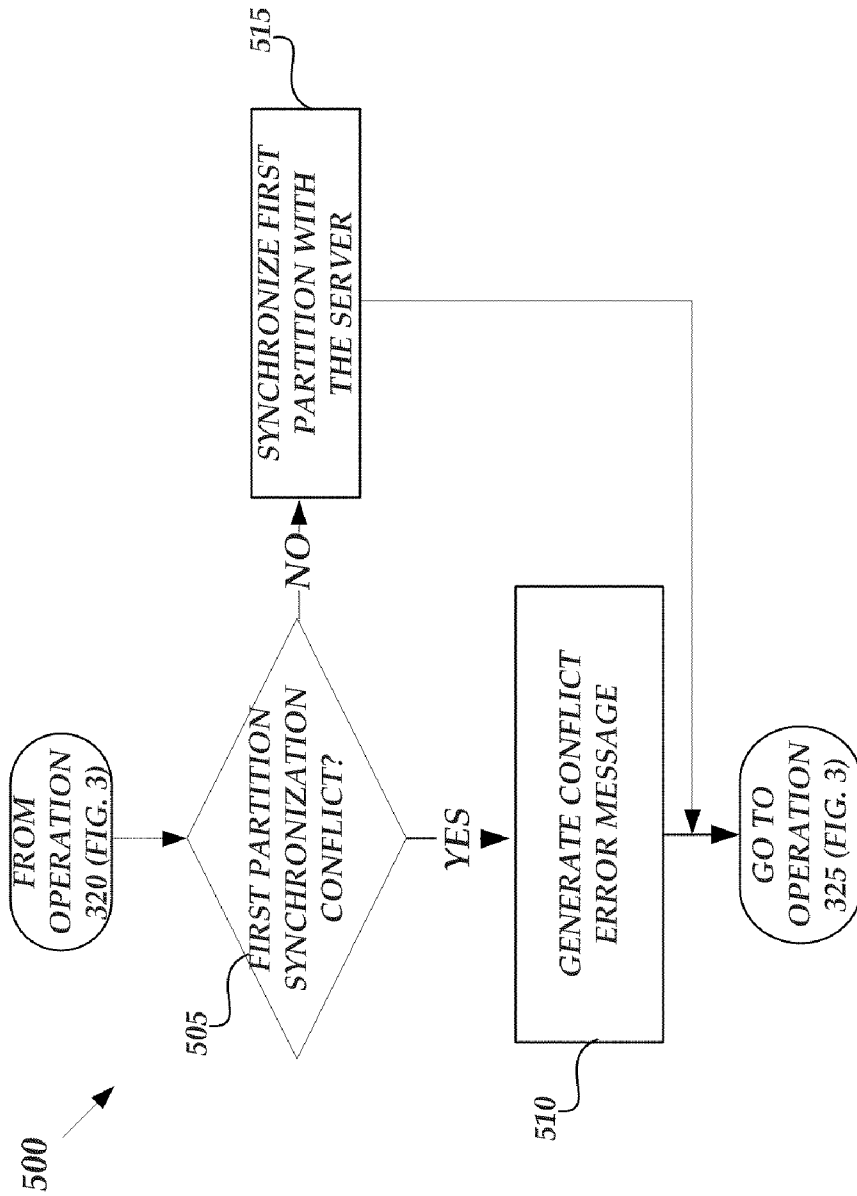 500
FROM
OPERATION
320 (FIG. 3)
505
FIRST PARTITION
SYNCHRONIZATION
CONFLICT?
NO
515
SYNCHRONIZE FIRST
PARTITION WITH
THE SERVER
YES
510
GENERATE CONFLICT
ERROR MESSAGE
GO TO
OPERATION
325 (FIG. 3)